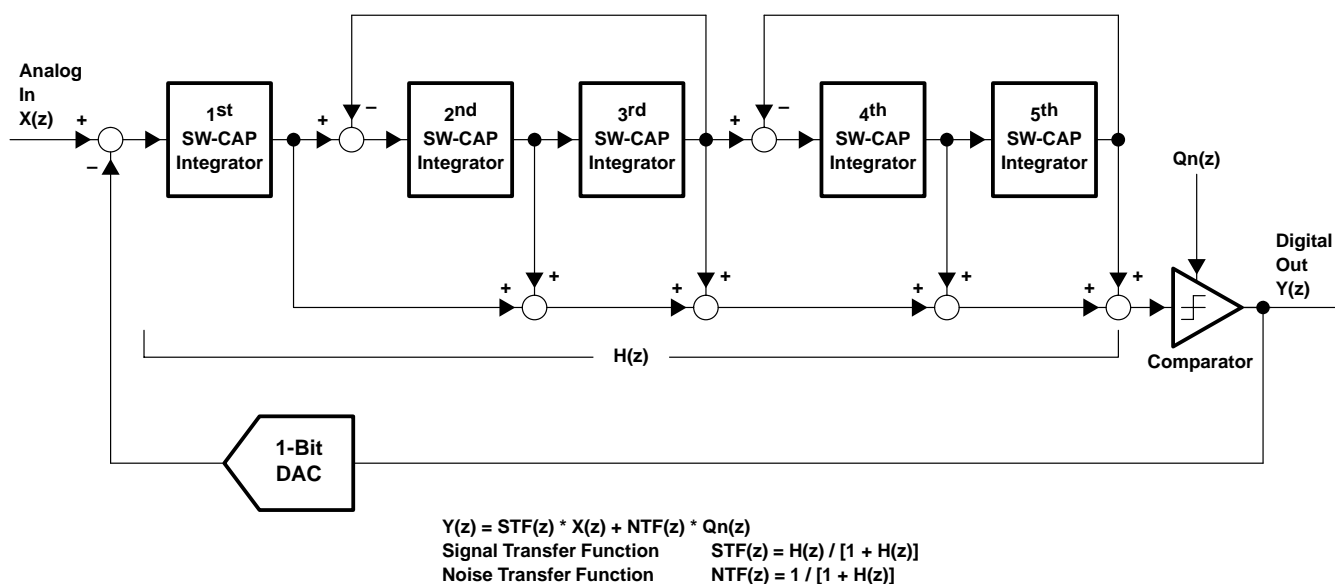 Analog
In
X(z)
+
–
1st
SW-CAP
Integrator
+
–
2nd
SW-CAP
Integrator
3rd
SW-CAP
Integrator
+
–
4th
SW-CAP
Integrator
5th
SW-CAP
Integrator
Qn(z)
Digital
Out
Y(z)
+
+
+
+
+
+
+
+
H(z)
Comparator
1-Bit
DAC
Y(z) = STF(z) * X(z) + NTF(z) * Qn(z)
Signal Transfer Function STF(z) = H(z) / [1 + H(z)]
Noise Transfer Function NTF(z) = 1 / [1 + H(z)]